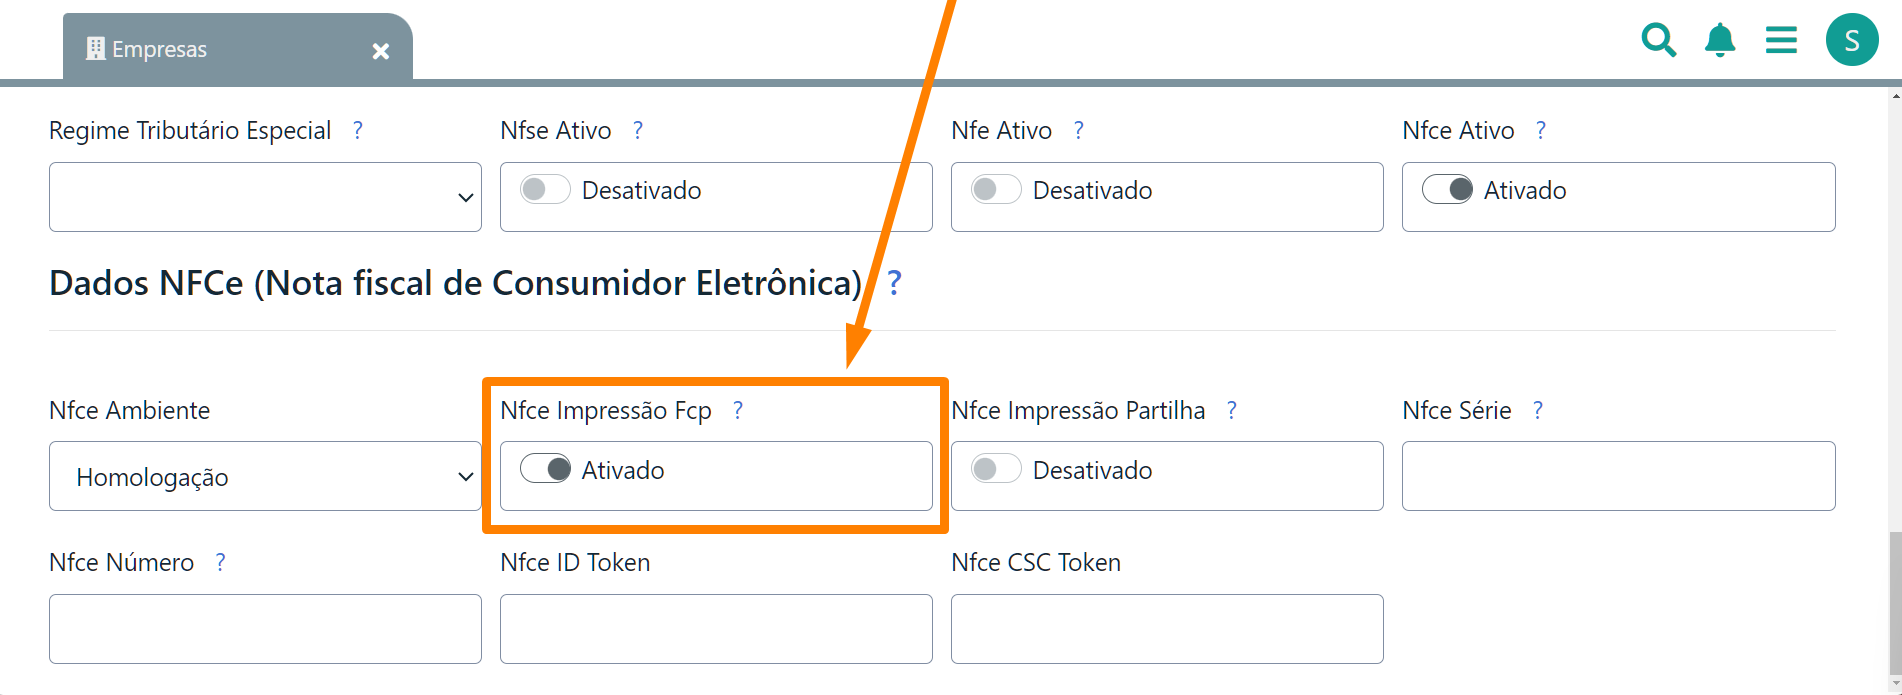 Empresas
S
Regime Tributário Especial ?
Nfse Ativo ?
Nfe Ativo ?
Nfce Ativo ?
Desativado
Desativado
Ativado
Dados NFCe (Nota fiscal de Consumidor Eletrônica) ?
Nfce Ambiente
Nfce Impressão Fcp ?
Nfce Impressão Partilha ?
Nfce Série ?
Homologação
Ativado
Desativado
Nfce Número ?
Nfce ID Token
Nfce CSC Token